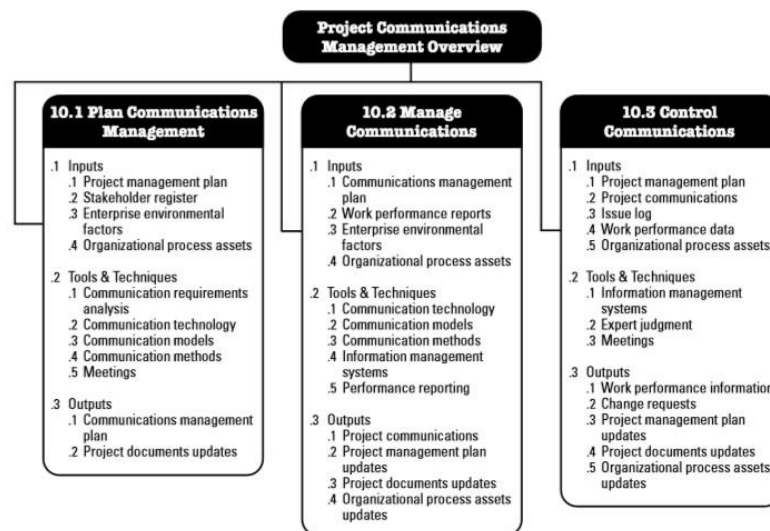 Project Communications
Management Overview
10.1 Plan Communications
Management
.1 Inputs
.1 Project management plan
.2 Stakeholder register
.3 Enterprise environmental
factors
.4 Organizational process assets
.2 Tools & Techniques
.1 Communication requirements
analysis
.2 Communication technology
.3 Communication models
.4 Communication methods
.5 Meetings
.3 Outputs
.1 Communications management
plan
.2 Project documents updates
10.2 Manage
Communications
.1 Inputs
.1 Communications management
plan
.2 Work performance reports
.3 Enterprise environmental
factors
.4 Organizational process assets
.2 Tools & Techniques
.1 Communication technology
.2 Communication models
.3 Communication methods
.4 Information management
systems
.5 Performance reporting
.3 Outputs
.1 Project communications
.2 Project management plan
updates
.3 Project documents updates
.4 Organizational process assets
updates
10.3 Control
Communications
.1 Inputs
.1 Project management plan
.2 Project communications
.3 Issue log
.4 Work performance data
.5 Organizational process assets
.2 Tools & Techniques
.1 Information management
systems
.2 Expert judgment
.3 Meetings
.3 Outputs
.1 Work performance information
.2 Change requests
.3 Project management plan
updates
.4 Project documents updates
.5 Organizational process assets
updates